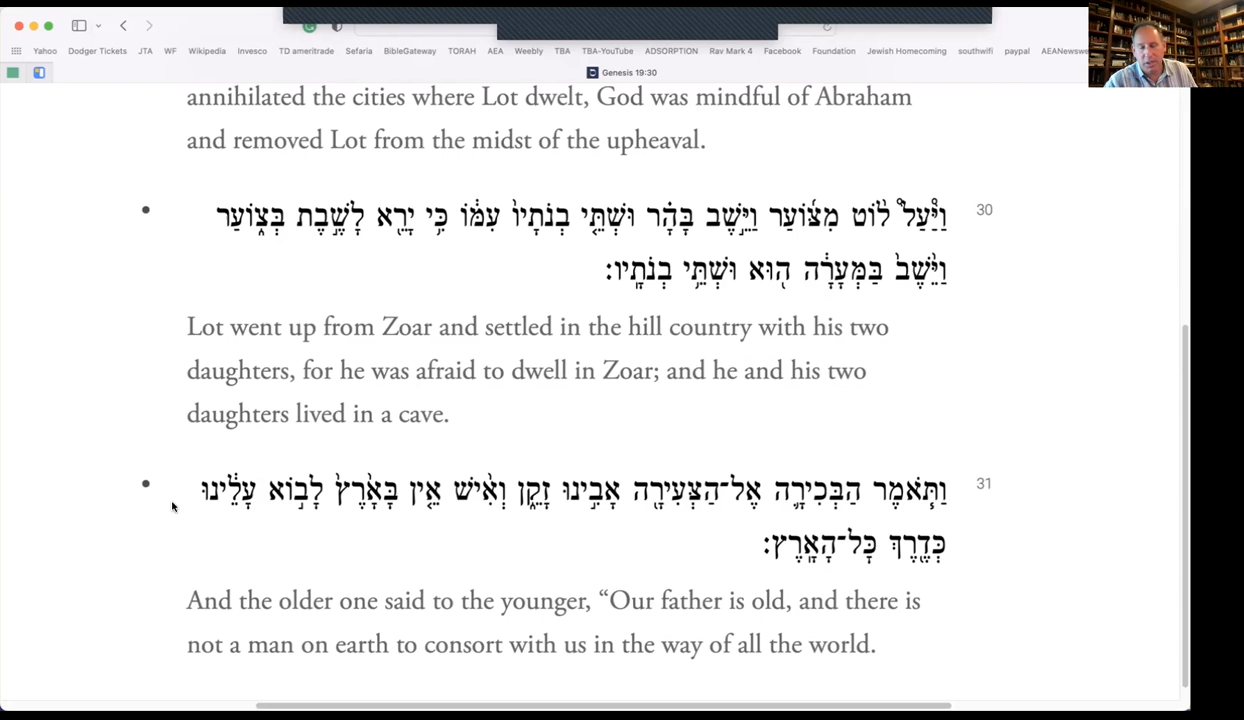 Yahoo Dodger Tickets JTA WF Wikipedia Invesco TD ameritrade Sefaria BibleGateway TORAH AEA Weebly TBA TBA-YouTube ADSORPTION Rav Mark 4 Facebook Foundation Jewish Homecoming southwifi paypal AEANewswe
Genesis 19:30
annihilated the cities where Lot dwelt, God was mindful of Abraham
and removed Lot from the midst of the upheaval.
30
וַיַּ֩עַל֩ ל֨וֹט מִצּ֜וֹעַר וַיֵּ֣שֶׁב בָּהָ֗ר וּשְׁתֵּ֤י בְנֹתָיו֙ עִמּ֔וֹ כִּ֥י יָרֵ֖א לָשֶׁ֣בֶת בְּצ֑וֹעַר
וַיֵּ֙שֶׁב֙ בַּמְּעָרָ֔ה ה֖וּא וּשְׁתֵּ֥י בְנֹתָֽיו׃
Lot went up from Zoar and settled in the hill country with his two
daughters, for he was afraid to dwell in Zoar; and he and his two
daughters lived in a cave.
31
וַתֹּ֧אמֶר הַבְּכִירָ֛ה אֶל־הַצְּעִירָ֖ה אָבִ֣ינוּ זָקֵ֑ן וְאִ֨ישׁ אֵ֤ין בָּאָ֙רֶץ֙ לָב֣וֹא עָלֵ֔ינוּ
כְּדֶ֖רֶךְ כׇּל־הָאָֽרֶץ׃
And the older one said to the younger, “Our father is old, and there is
not a man on earth to consort with us in the way of all the world.